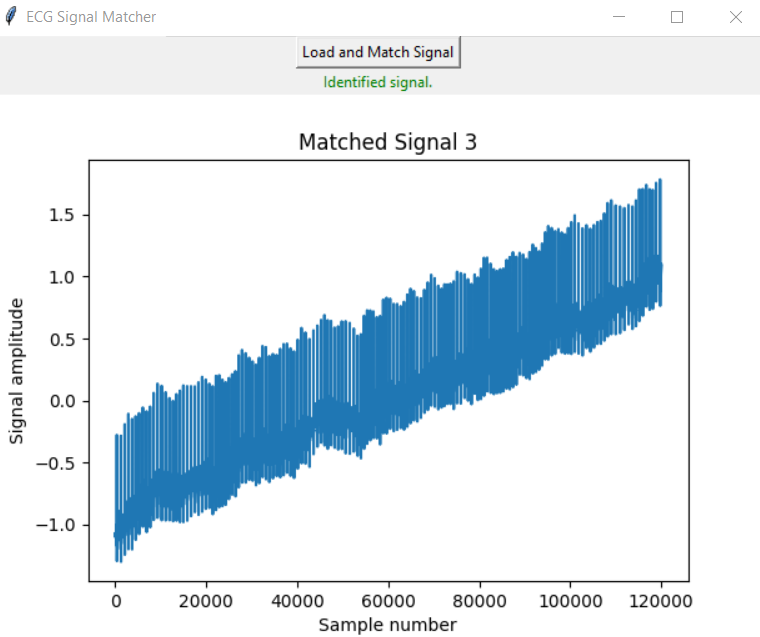 ECG Signal Matcher
Load and Match Signal
Identified signal.
Matched Signal 3
1.5
1.0
0.5
0.0
−0.5
−1.0
Signal amplitude
0 20000 40000 60000 80000 100000 120000
Sample number